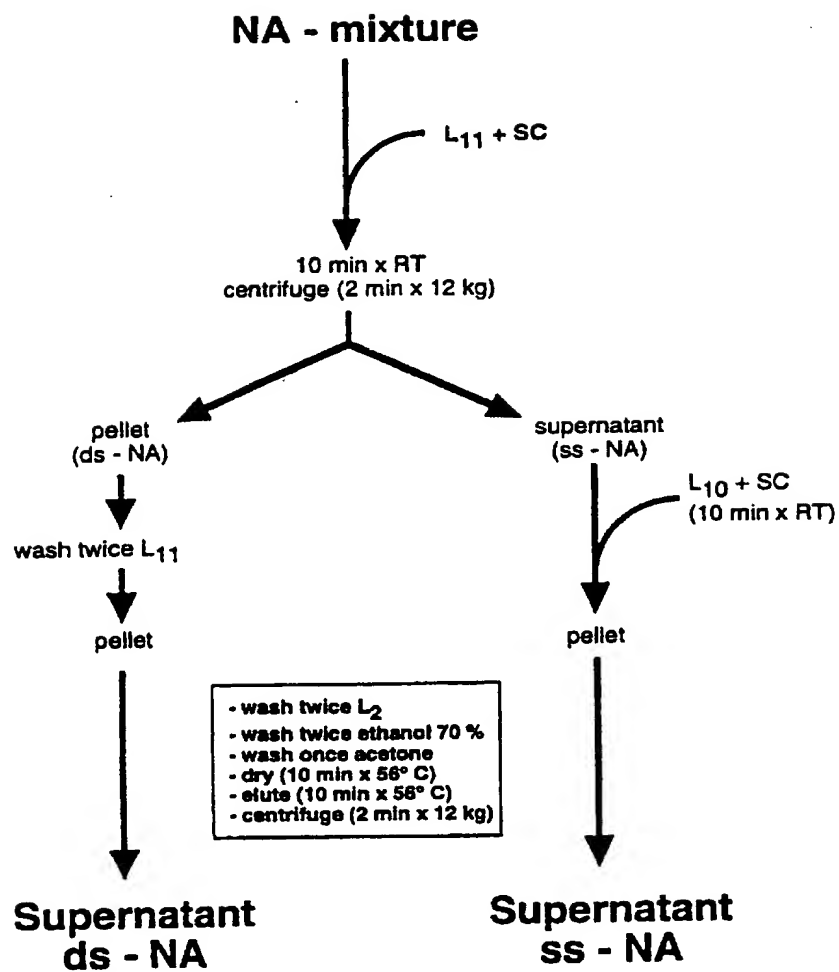 NA - mixture
L11 + SC
10 min x RT
centrifuge (2 min x 12 kg)
pellet
(ds - NA)
supernatant
(ss - NA)
L10 + SC
(10 min x RT)
wash twice L11
pellet
pellet
- wash twice L2
- wash twice ethanol 70 %
- wash once acetone
- dry (10 min x 56° C)
- elute (10 min x 56° C)
- centrifuge (2 min x 12 kg)
Supernatant
ds - NA
Supernatant
ss - NA